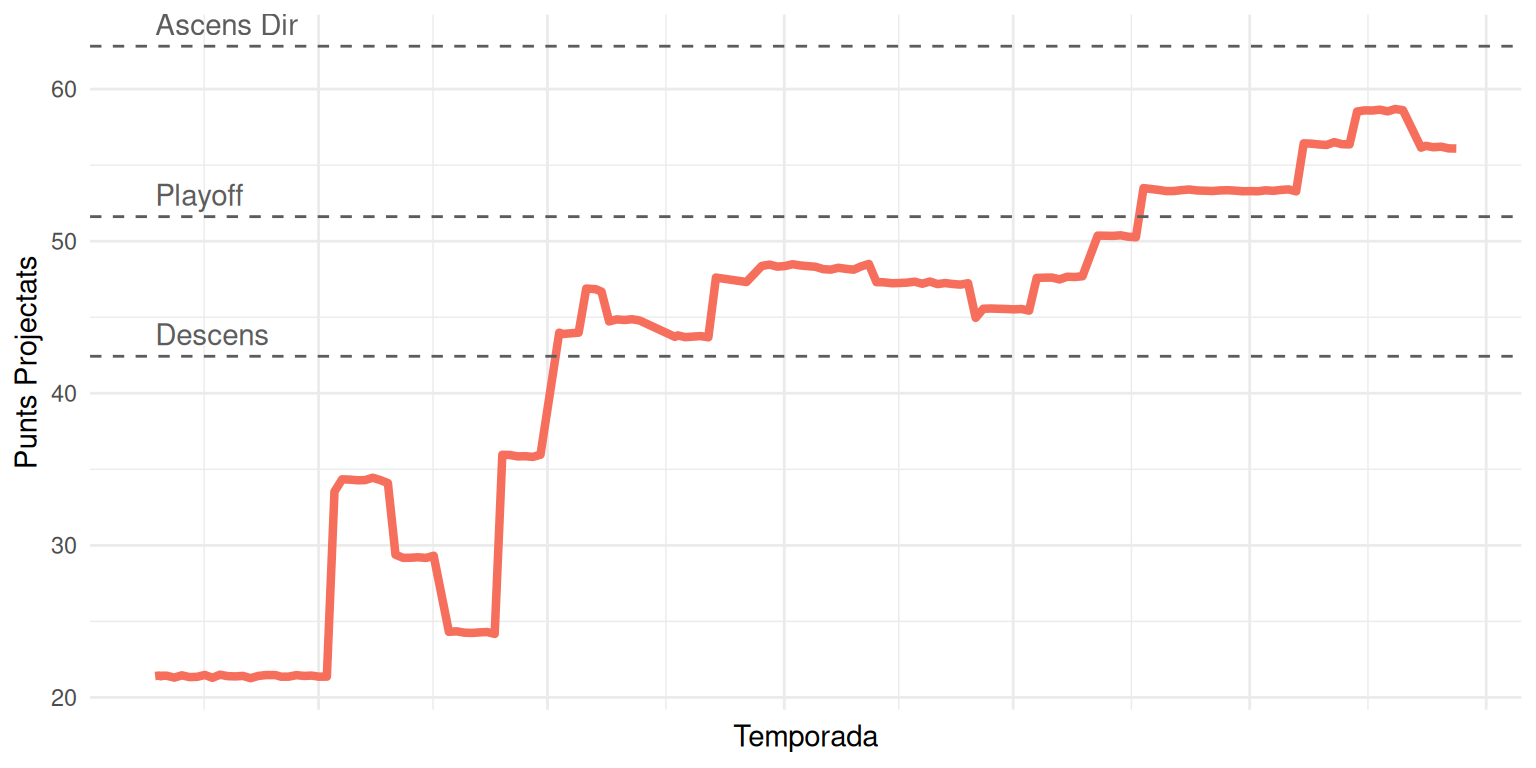 Ascens Dir
60
Playoff
50
Descens
40
30
20
Punts Projectats
Temporada